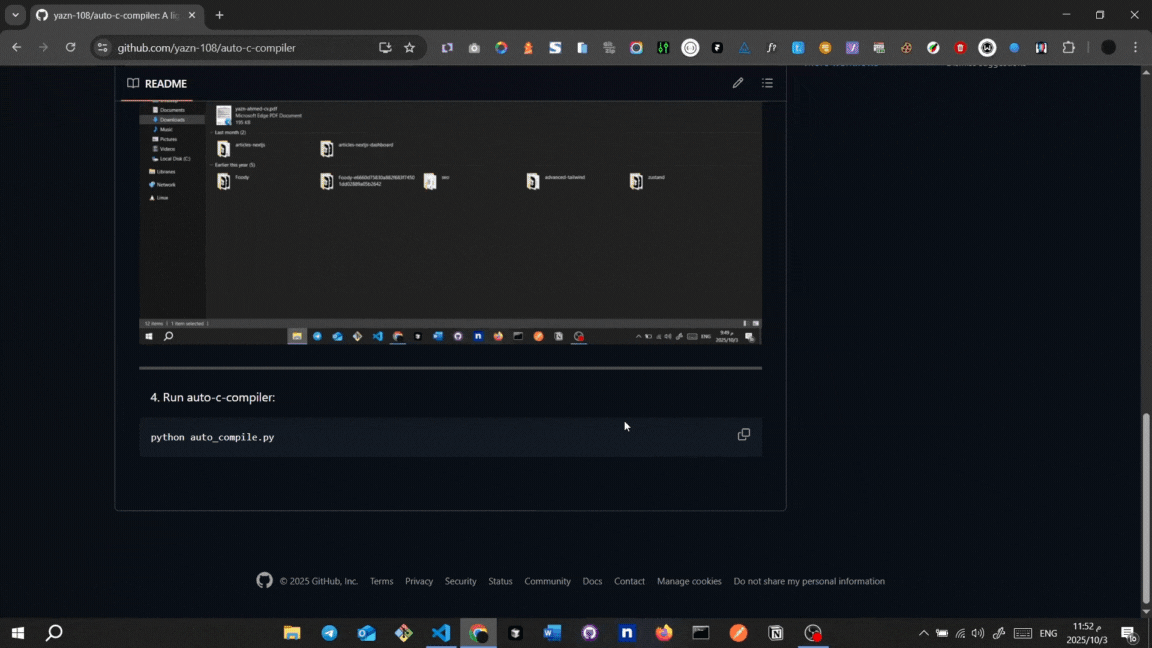 yazn-108/auto-c-compiler: A lig
github.com/yazn-108/auto-c-compiler
README
Documents
Downloads
Music
Pictures
Videos
Local Disk (C:)
Libraries
Network
Linux
yazn-ahmed-cv.pdf
Microsoft Edge PDF Document
Last month (2)
articles-nextjs
articles-nextjs-dashboard
Earlier this year (5)
Foody
seo
advanced-tailwind
zustand
12 items
1 item selected
ENG
9:49 م
2025/10/3
4. Run auto-c-compiler:
python auto_compile.py
© 2025 GitHub, Inc.
Terms
Privacy
Security
Status
Community
Docs
Contact
Manage cookies
Do not share my personal information
ENG
11:52 م
2025/10/3